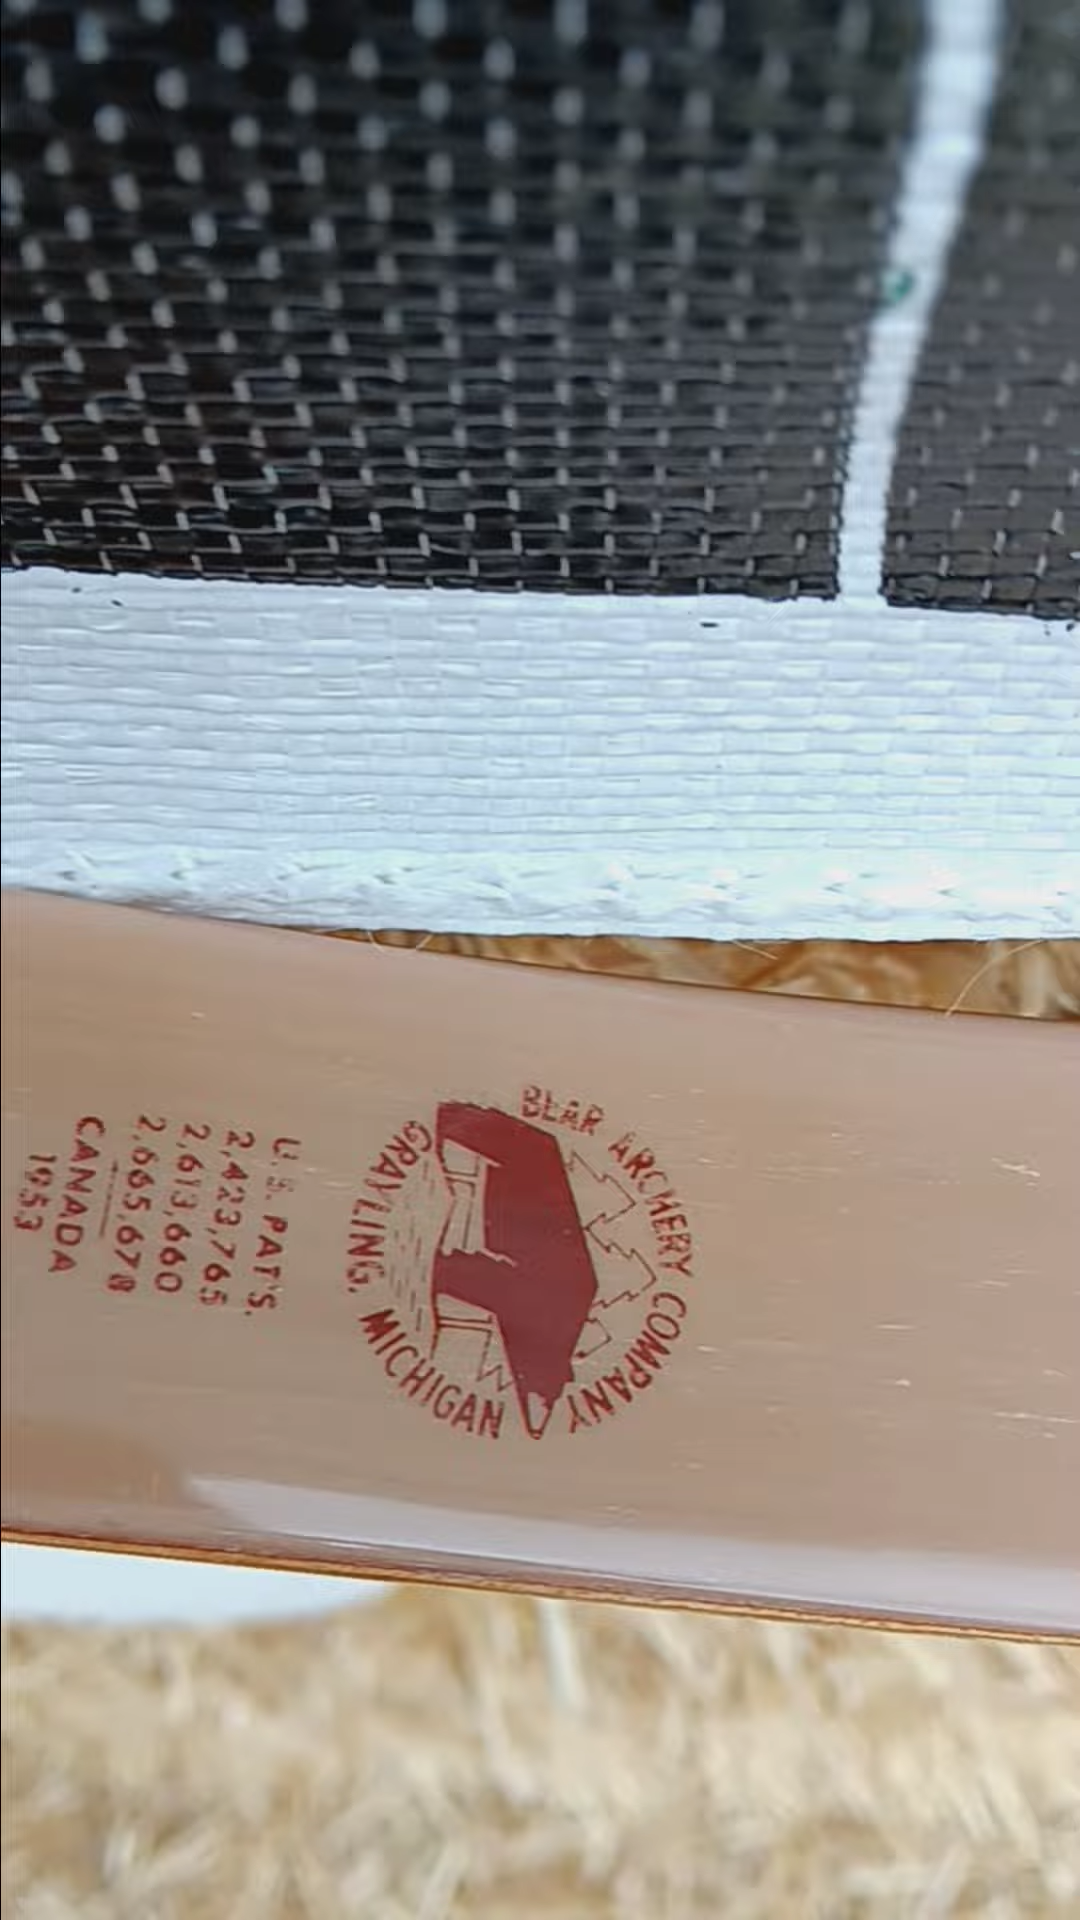 BEAR ARCHERY COMPANY
GRAYLING, MICHIGAN
U.S. PAT'S.
2,423,765
2,613,660
2,665,678
CANADA
1953